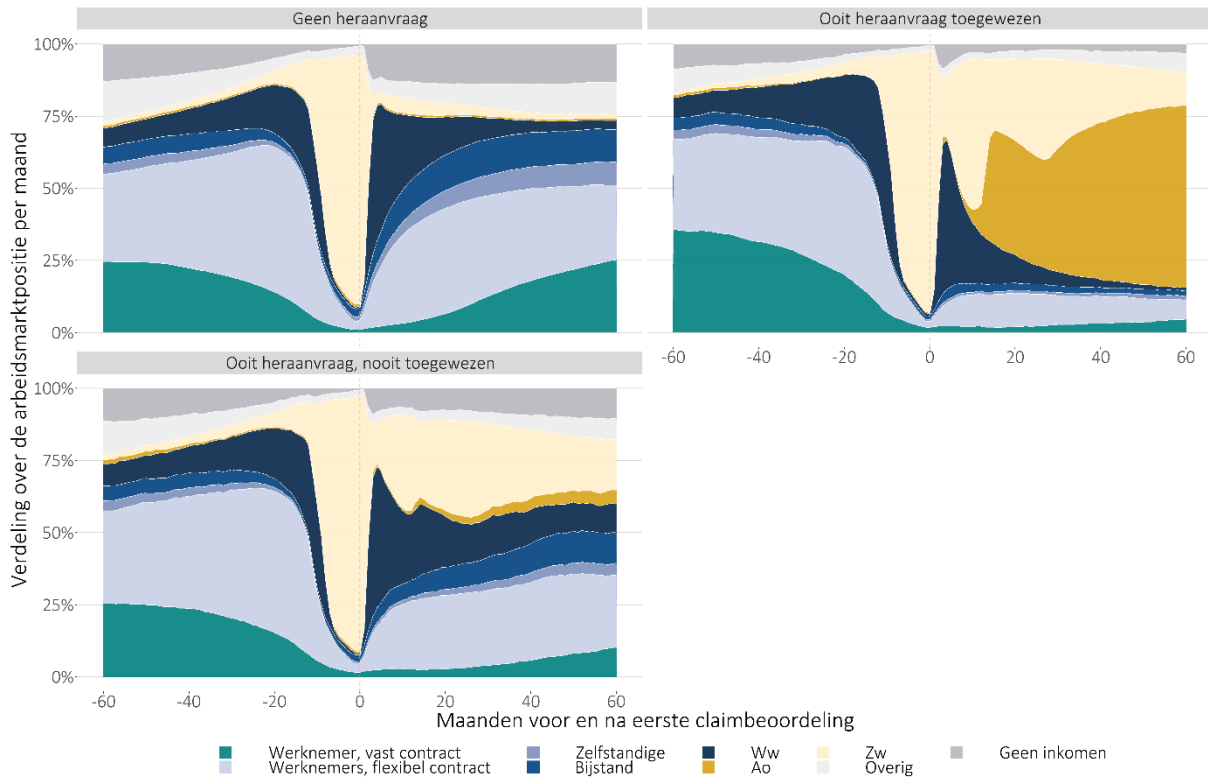 Geen heraanvraag
Ooit heraanvraag toegewezen
Verdeling over de arbeidsmarktpositie per maand
100%
75%
50%
25%
0%
-60 -40 -20 0 20 40 60
Ooit heraanvraag, nooit toegewezen
100%
75%
50%
25%
0%
-60 -40 -20 0 20 40 60
Maanden voor en na eerste claimbeoordeling
Werknemer, vast contract Zelfstandige Ww Zw Geen inkomen
Werknemers, flexibel contract Bijstand Ao Overig